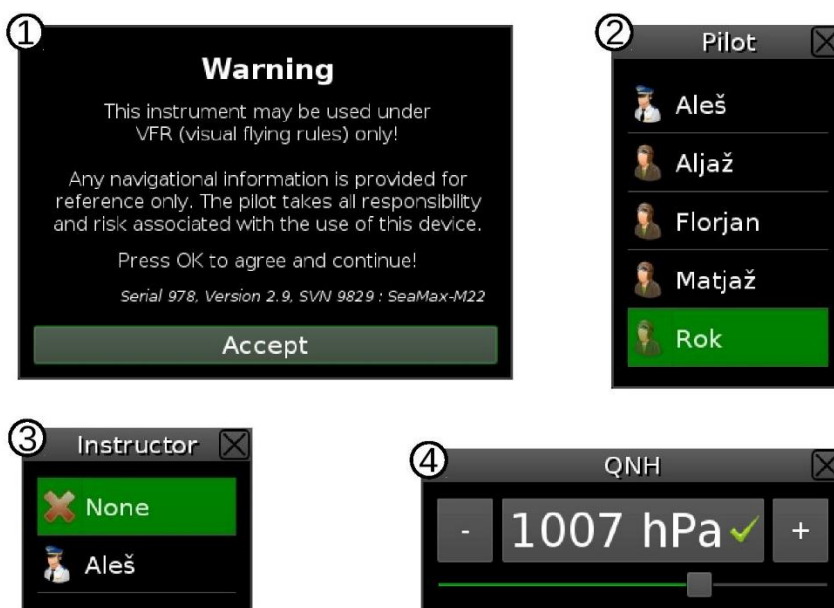 1
Warning
This instrument may be used under
VFR (visual flying rules) only!
Any navigational information is provided for
reference only. The pilot takes all responsibility
and risk associated with the use of this device.
Press OK to agree and continue!
Serial 978, Version 2.9, SVN 9829 : SeaMax-M22
Accept
2
Pilot
Aleš
Aljaž
Florjan
Matjaž
Rok
3
Instructor
None
Aleš
4
QNH
- 1007 hPa +